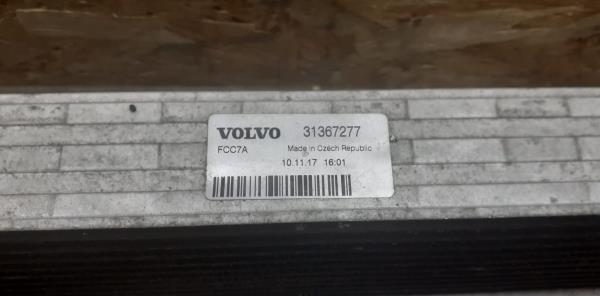 VOLVO 31367277
FCC7A Made in Czech Republic
10.11.17 16:01